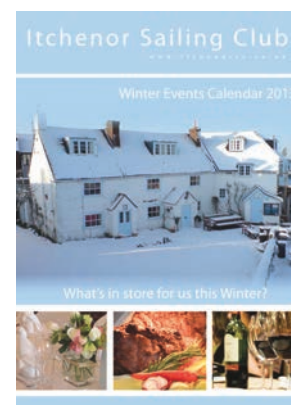 Itchenor Sailing Club
Winter Events Calendar 201
What's in store for us this Winter?